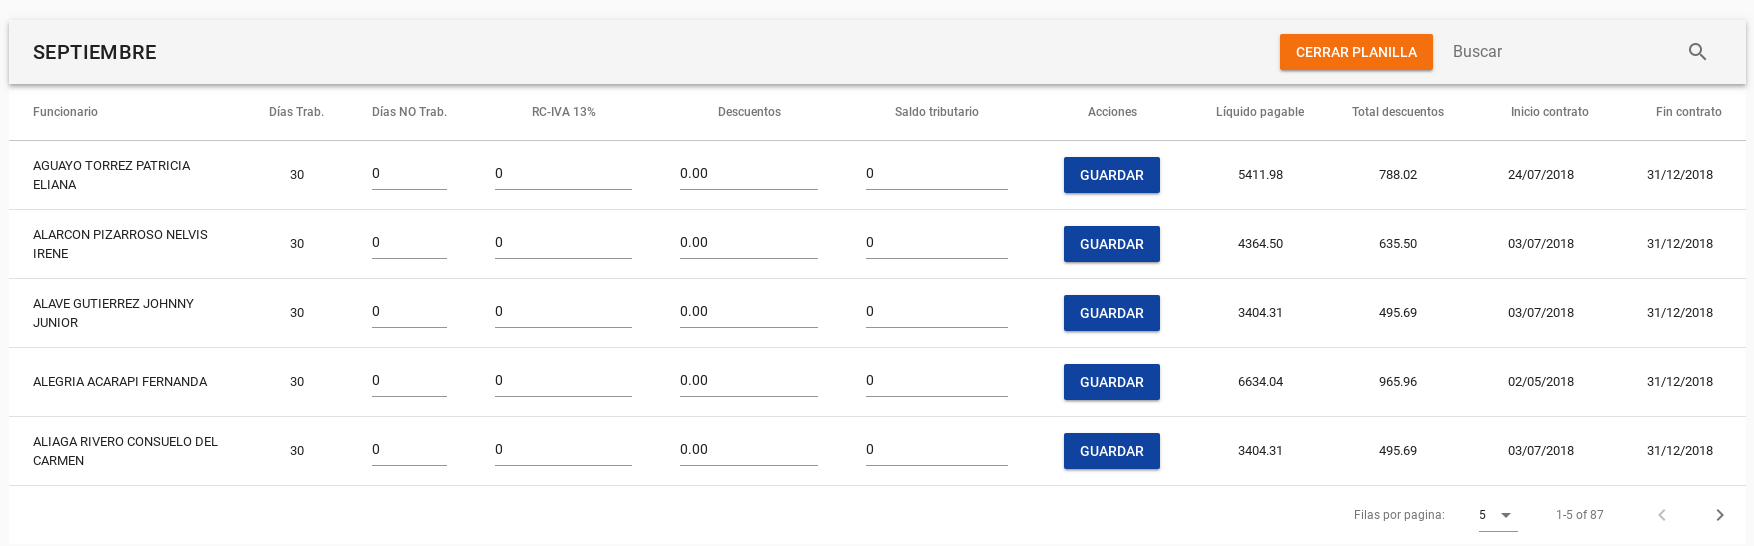 SEPTIEMBRE CERRAR PLANILLA Buscar
Funcionario Días Trab. Días NO Trab. RC-IVA 13% Descuentos Saldo tributario Acciones Líquido pagable Total descuentos Inicio contrato Fin contrato
AGUAYO TORREZ PATRICIA
ELIANA 30 0 0 0.00 0 GUARDAR 5411.98 788.02 24/07/2018 31/12/2018
ALARCON PIZARROSO NELVIS
IRENE 30 0 0 0.00 0 GUARDAR 4364.50 635.50 03/07/2018 31/12/2018
ALAVE GUTIERREZ JOHNNY
JUNIOR 30 0 0 0.00 0 GUARDAR 3404.31 495.69 03/07/2018 31/12/2018
ALEGRIA ACARAPI FERNANDA 30 0 0 0.00 0 GUARDAR 6634.04 965.96 02/05/2018 31/12/2018
ALIAGA RIVERO CONSUELO DEL
CARMEN 30 0 0 0.00 0 GUARDAR 3404.31 495.69 03/07/2018 31/12/2018
Filas por pagina: 5 1-5 of 87